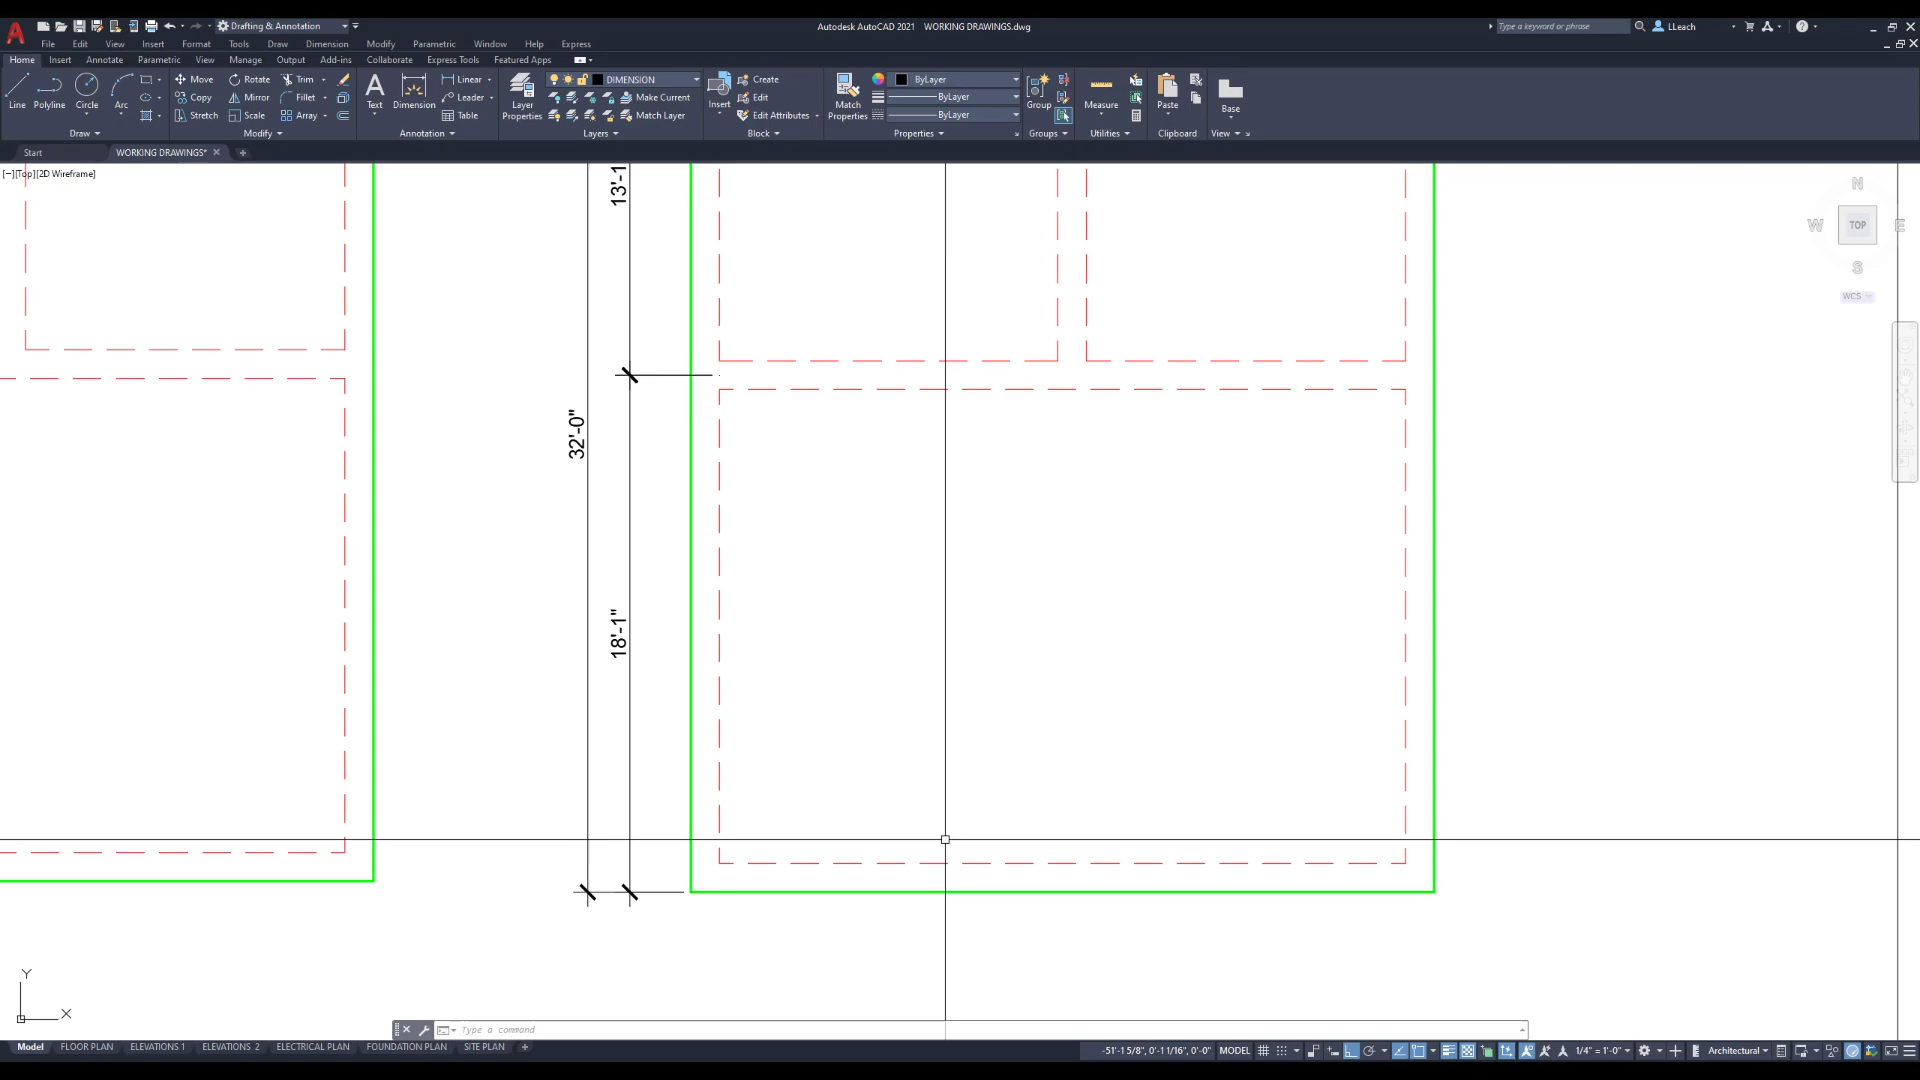 Drafting & Annotation
Autodesk AutoCAD 2021 WORKING DRAWINGS.dwg
Type a keyword or phrase
LLeach
File Edit View Insert Format Tools Draw Dimension Modify Parametric Window Help Express
Home Insert Annotate Parametric View Manage Output Add-ins Collaborate Express Tools Featured Apps
Line Polyline Circle Arc
Move Rotate Trim
Copy Mirror Fillet
Stretch Scale Array
Text Dimension
Linear
Leader
Table
Layer Properties
DIMENSION
Make Current
Match Layer
Insert
Create
Edit
Edit Attributes
Match Properties
ByLayer
ByLayer
ByLayer
Group
Measure
Paste
Base
Draw Modify Annotation Layers Block Properties Groups Utilities Clipboard View
Start WORKING DRAWINGS*
[−][Top][2D Wireframe]
N
W TOP E
S
WCS
13'-1
32'-0"
18'-1"
Y
X
Type a command
Model FLOOR PLAN ELEVATIONS 1 ELEVATIONS 2 ELECTRICAL PLAN FOUNDATION PLAN SITE PLAN
-51'-1 5/8", 0'-1 1/16", 0'-0" MODEL 1/4" = 1'-0" Architectural